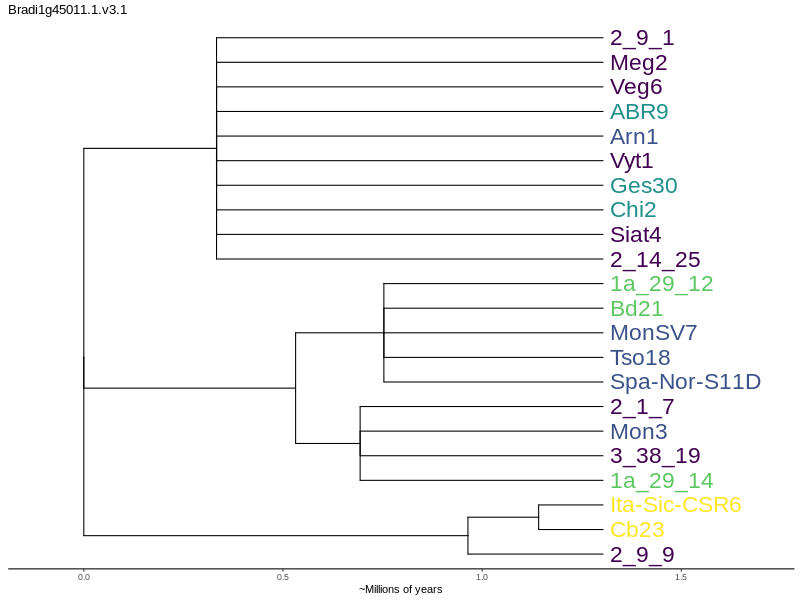 Bradi1g45011.1.v3.1
2_9_1
Meg2
Veg6
ABR9
Arn1
Vyt1
Ges30
Chi2
Siat4
2_14_25
1a_29_12
Bd21
MonSV7
Tso18
Spa-Nor-S11D
2_1_7
Mon3
3_38_19
1a_29_14
Ita-Sic-CSR6
Cb23
2_9_9
0.0 0.5 1.0 1.5
~Millions of years